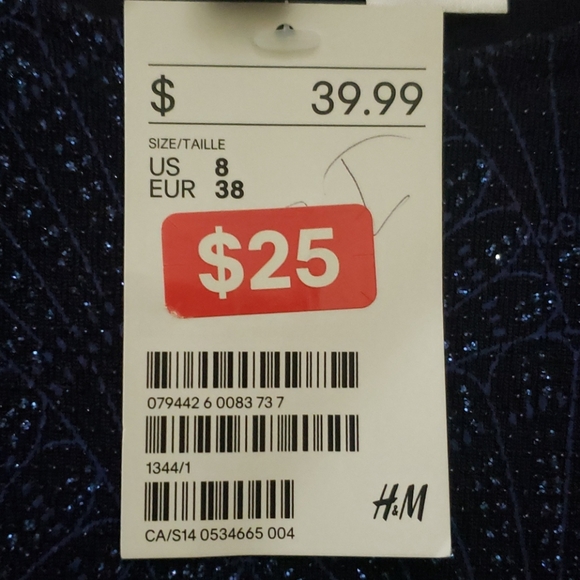 $ 39.99
SIZE/TAILLE
US 8
EUR 38
$25
079442 6 0083 73 7
1344/1
H&M
CA/S14 0534665 004